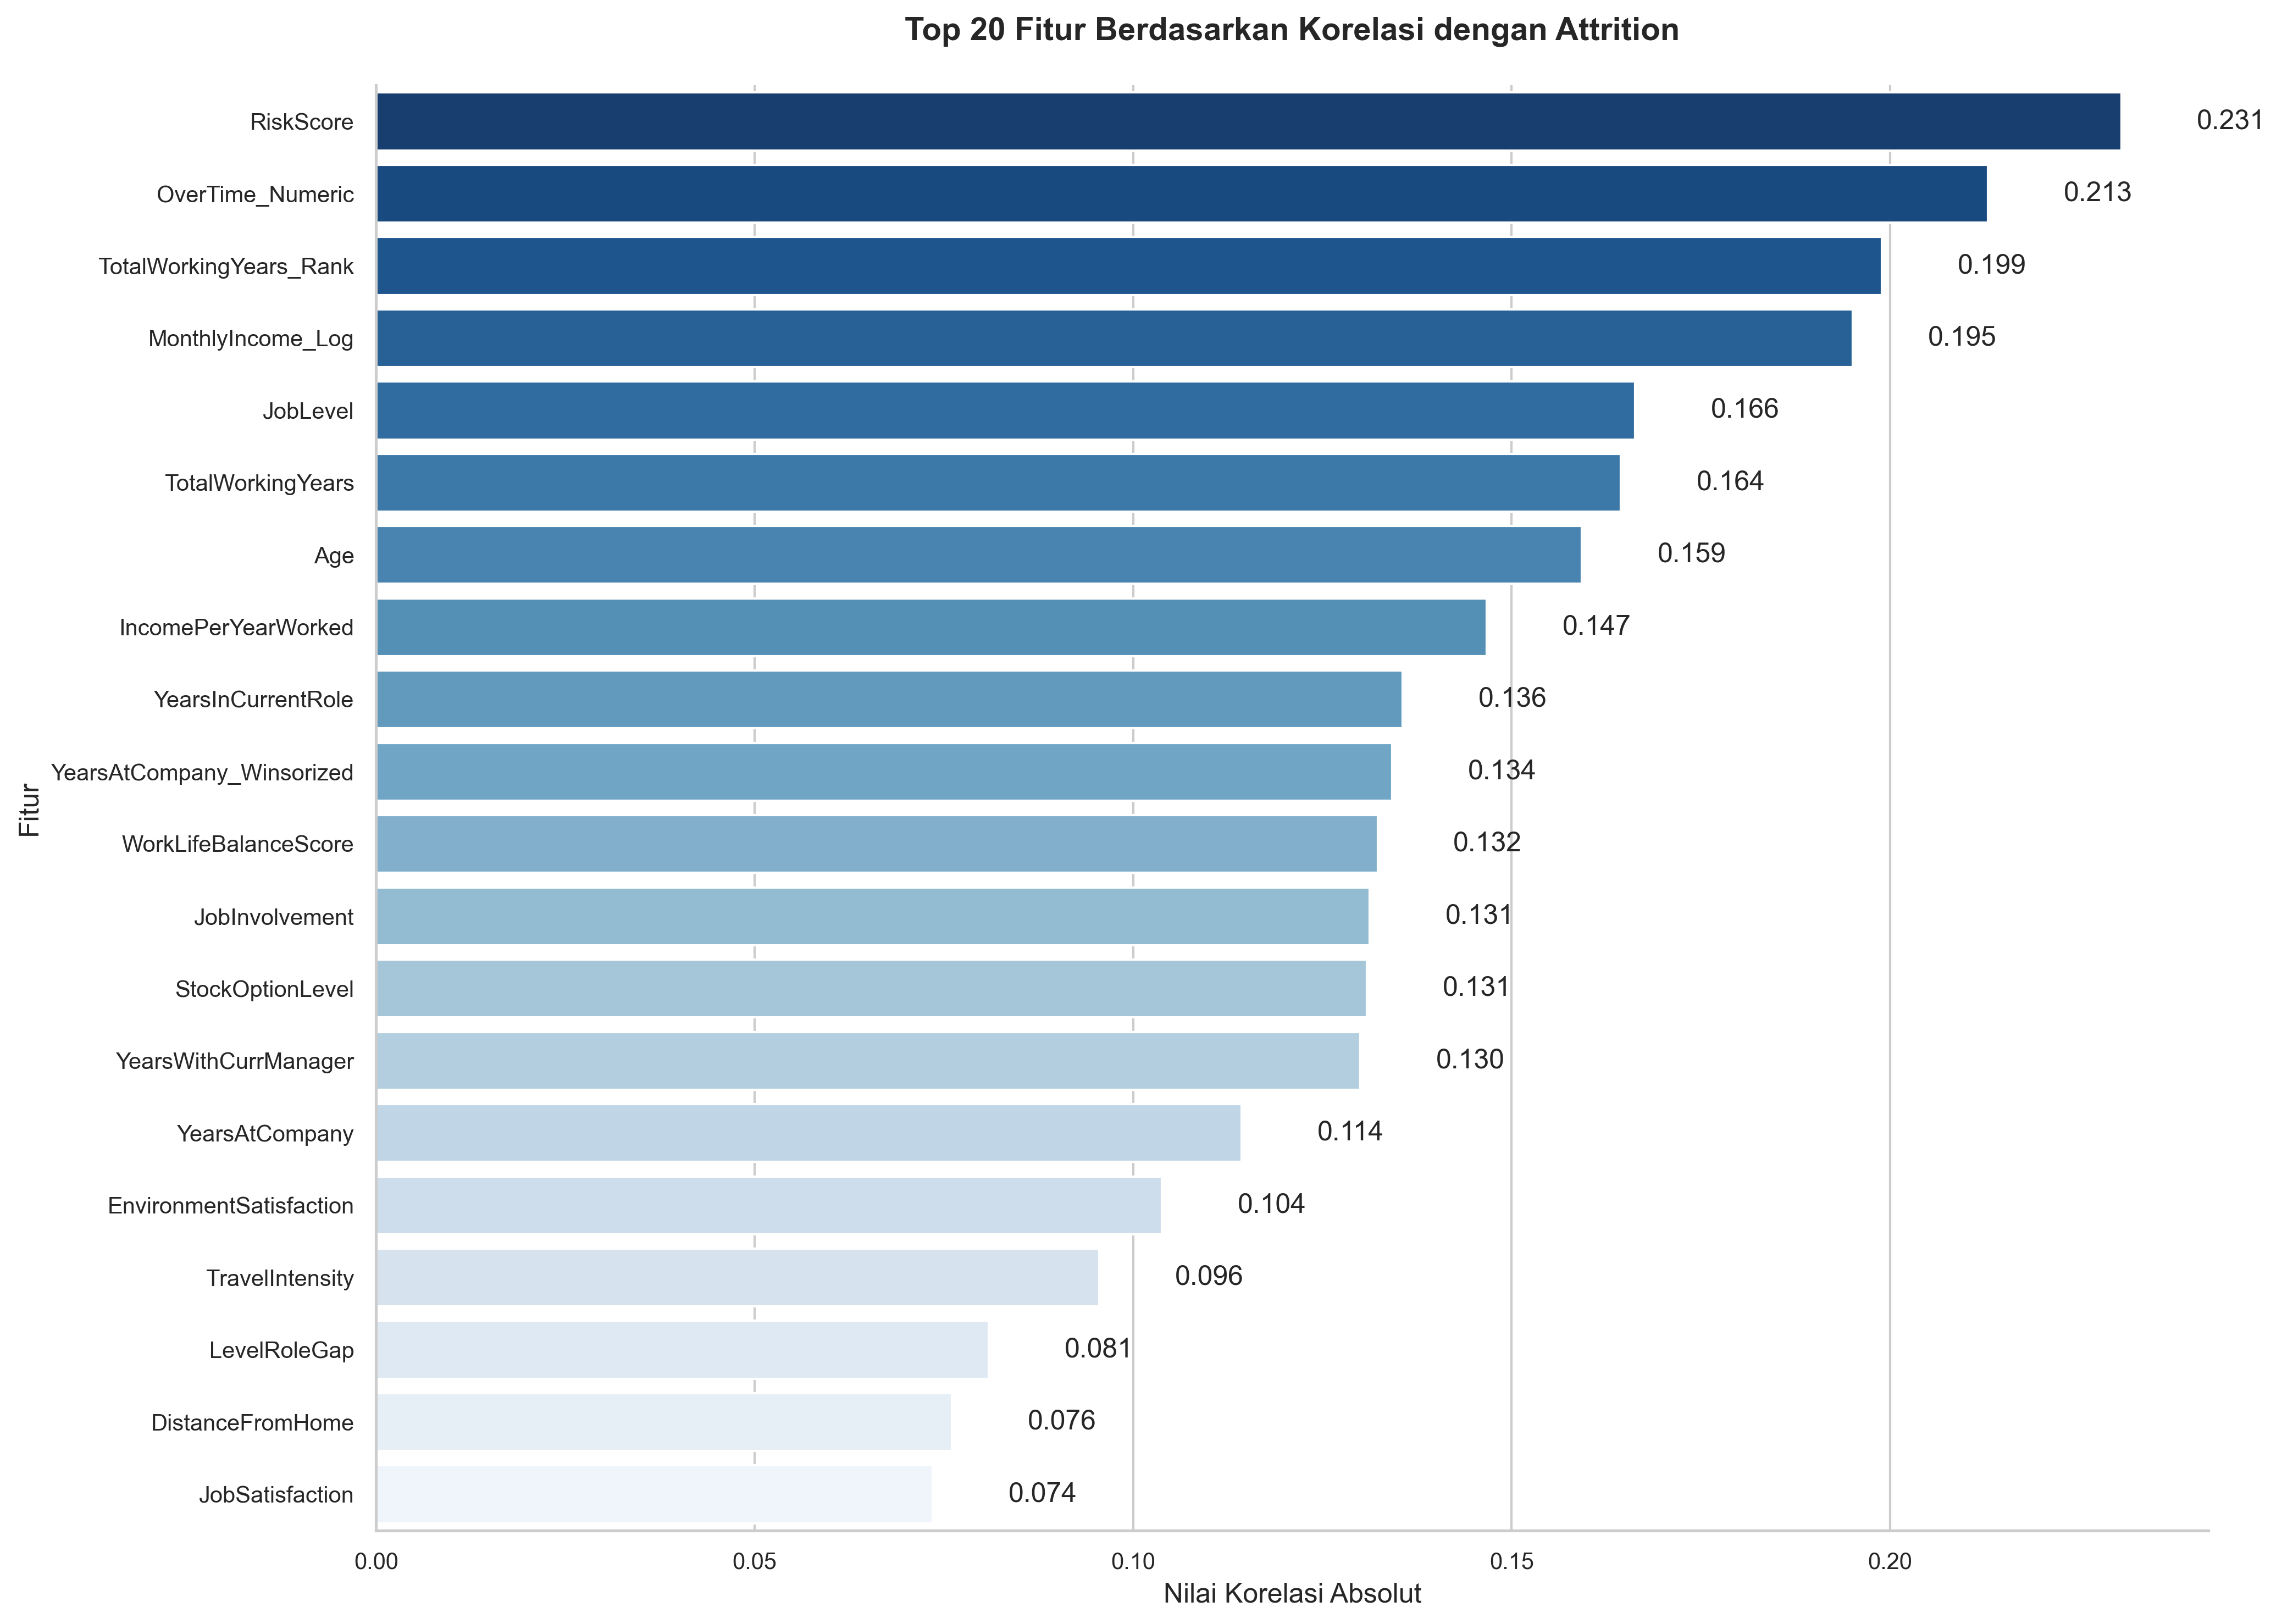 Top 20 Fitur Berdasarkan Korelasi dengan Attrition
RiskScore 0.231
OverTime_Numeric 0.213
TotalWorkingYears_Rank 0.199
MonthlyIncome_Log 0.195
JobLevel 0.166
TotalWorkingYears 0.164
Age 0.159
IncomePerYearWorked 0.147
YearsInCurrentRole 0.136
YearsAtCompany_Winsorized 0.134
WorkLifeBalanceScore 0.132
JobInvolvement 0.131
StockOptionLevel 0.131
YearsWithCurrManager 0.130
YearsAtCompany 0.114
EnvironmentSatisfaction 0.104
TravelIntensity 0.096
LevelRoleGap 0.081
DistanceFromHome 0.076
JobSatisfaction 0.074
Fitur
0.00 0.05 0.10 0.15 0.20
Nilai Korelasi Absolut